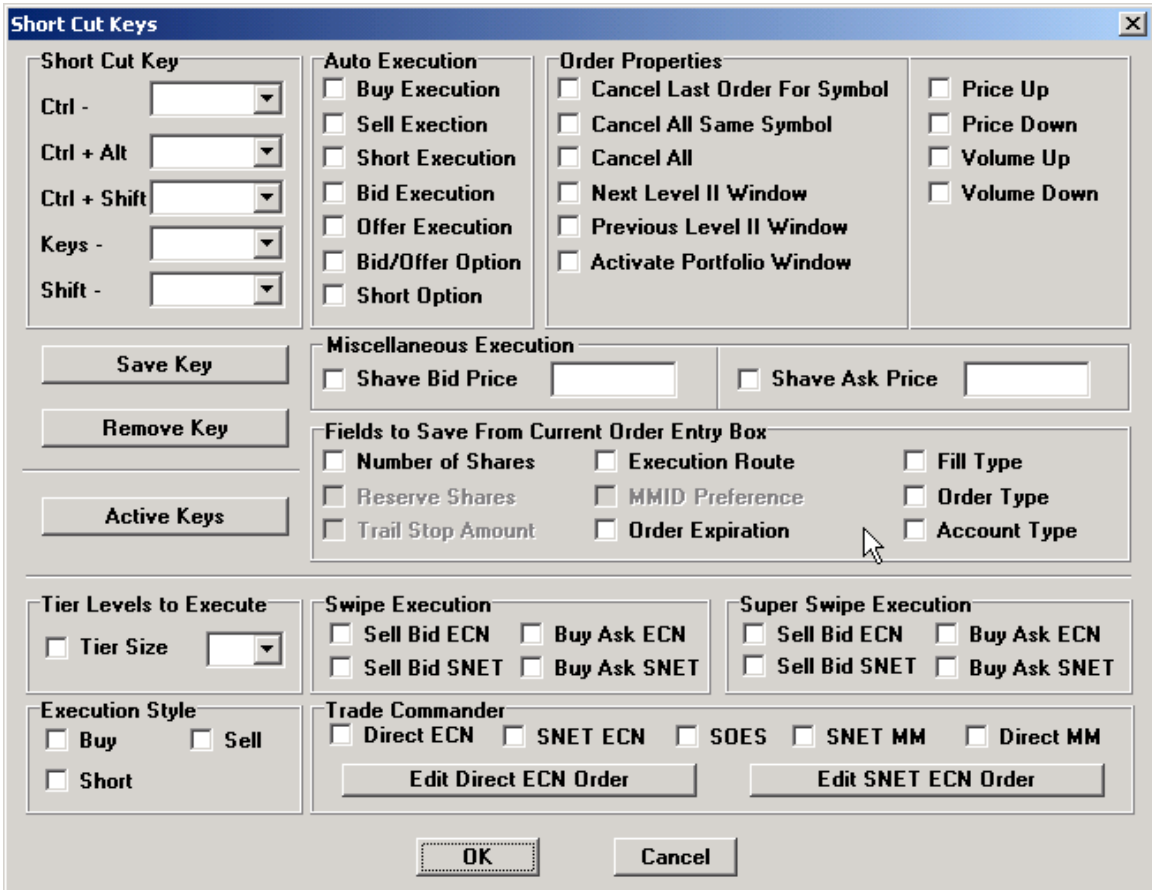 Short Cut Keys
Short Cut Key
Ctrl -
Ctrl + Alt
Ctrl + Shift
Keys -
Shift -
Save Key
Remove Key
Active Keys
Auto Execution
Buy Execution
Sell Exection
Short Execution
Bid Execution
Offer Execution
Bid/Offer Option
Short Option
Order Properties
Cancel Last Order For Symbol
Cancel All Same Symbol
Cancel All
Next Level II Window
Previous Level II Window
Activate Portfolio Window
Price Up
Price Down
Volume Up
Volume Down
Miscellaneous Execution
Shave Bid Price Shave Ask Price
Fields to Save From Current Order Entry Box
Number of Shares Execution Route Fill Type
Reserve Shares MMID Preference Order Type
Trail Stop Amount Order Expiration Account Type
Tier Levels to Execute
Tier Size
Swipe Execution
Sell Bid ECN Buy Ask ECN
Sell Bid SNET Buy Ask SNET
Super Swipe Execution
Sell Bid ECN Buy Ask ECN
Sell Bid SNET Buy Ask SNET
Execution Style
Buy Sell
Short
Trade Commander
Direct ECN SNET ECN SOES SNET MM Direct MM
Edit Direct ECN Order Edit SNET ECN Order
OK Cancel